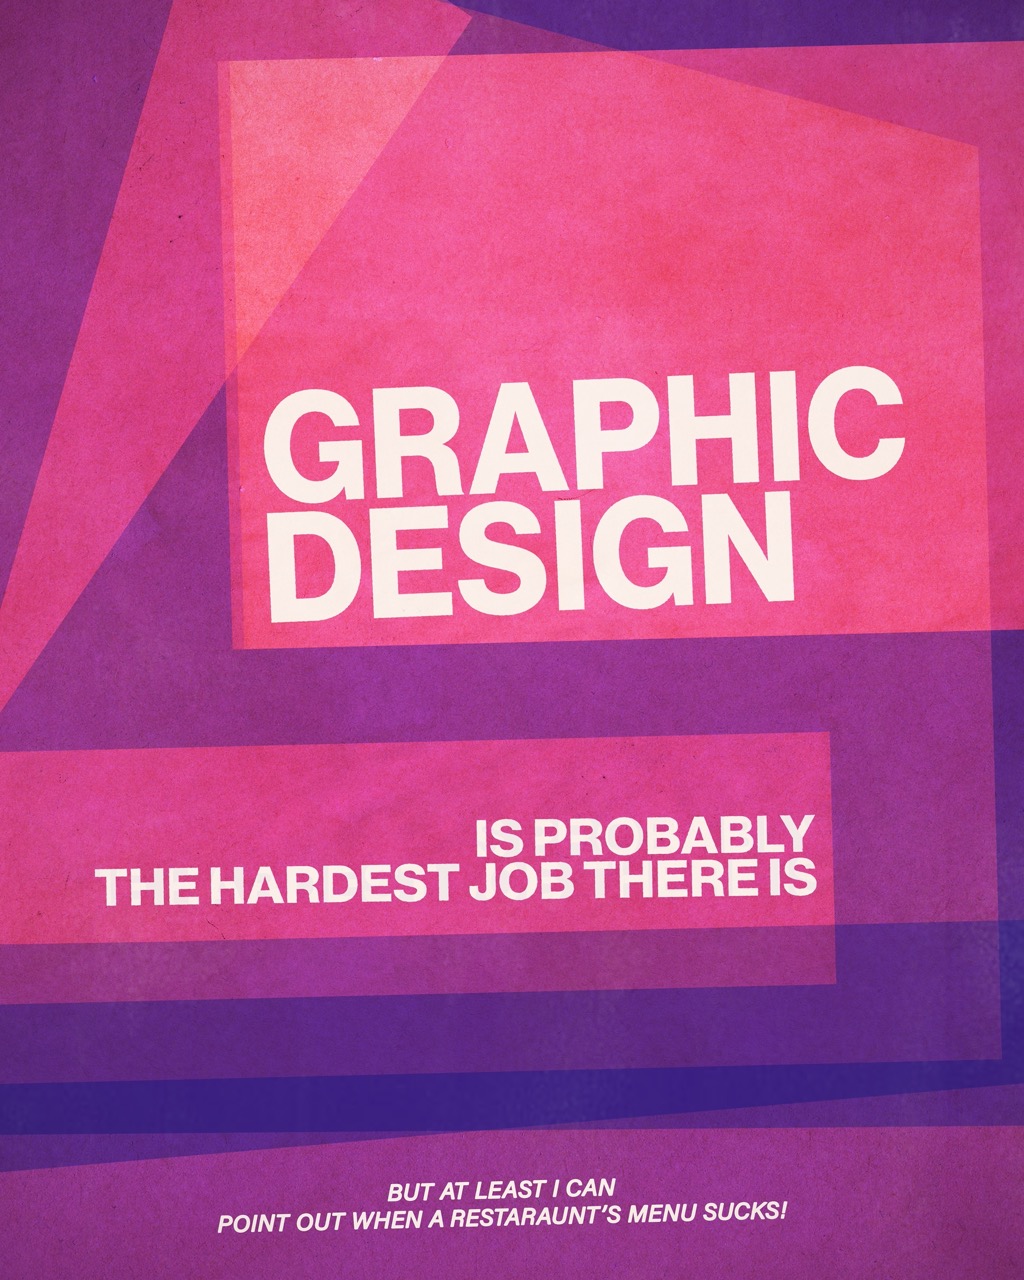 GRAPHIC
DESIGN
IS PROBABLY
THE HARDEST JOB THERE IS
BUT AT LEAST I CAN
POINT OUT WHEN A RESTARAUNT'S MENU SUCKS!